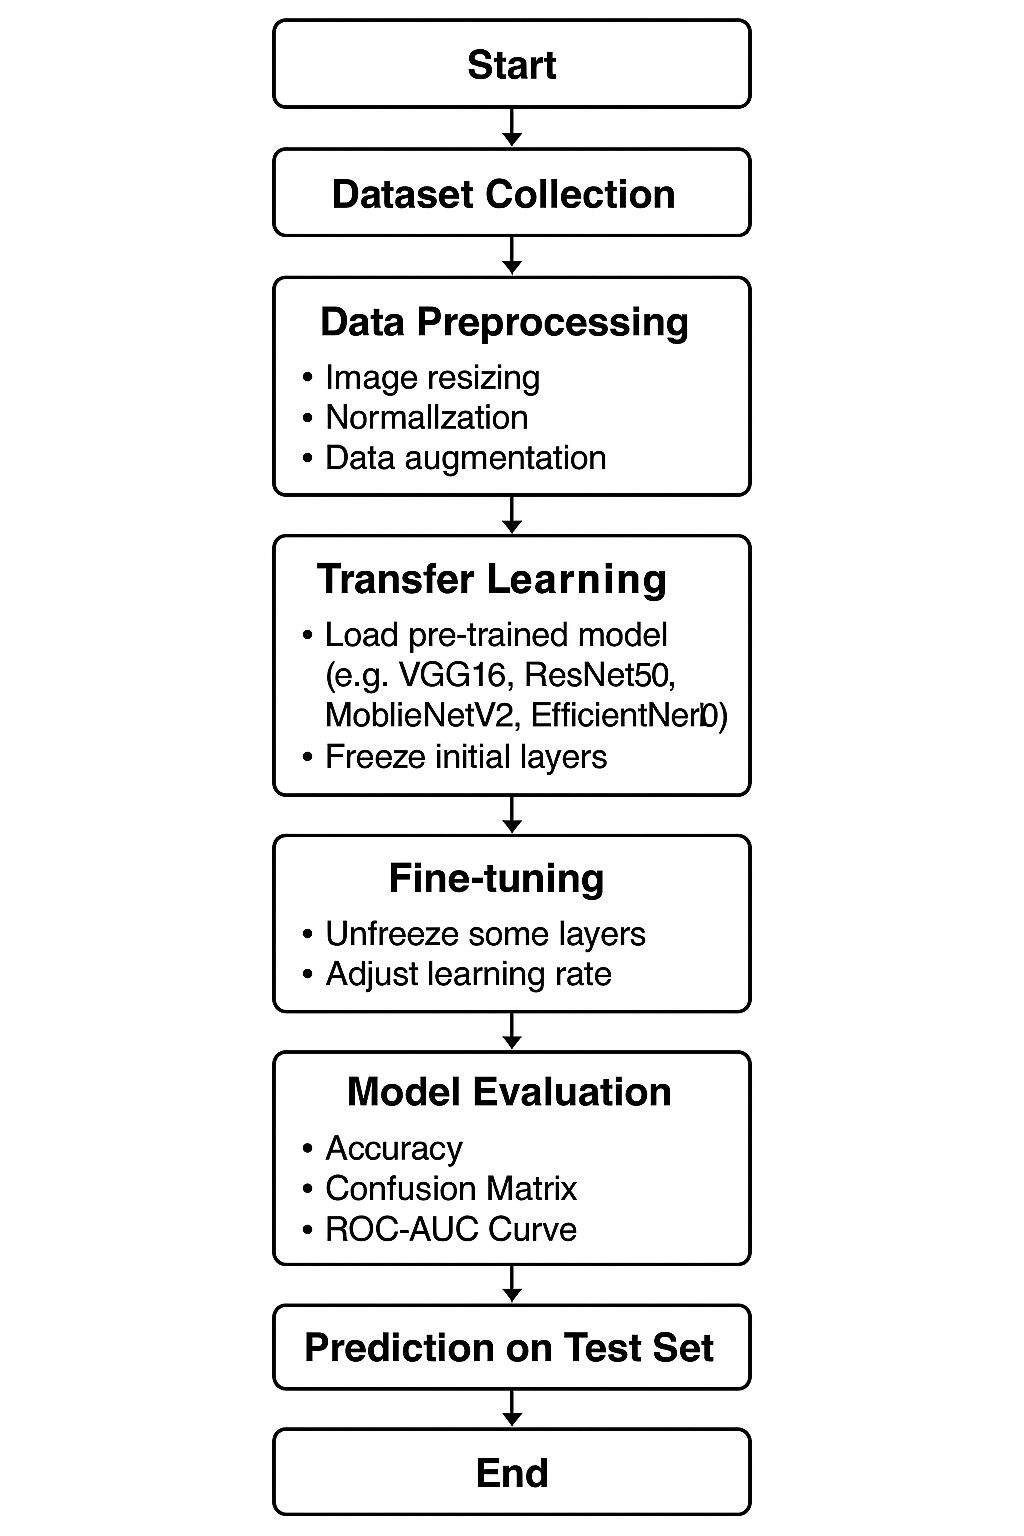 Start
Dataset Collection
Data Preprocessing
• Image resizing
• Normallzation
• Data augmentation
Transfer Learning
• Load pre-trained model
(e.g. VGG16, ResNet50,
MoblieNetV2,
• Freeze initial layers
Fine-tuning
• Unfreeze some layers
• Adjust learning rate
Model Evaluation
• Accuracy
• Confusion Matrix
• ROC-AUC Curve
Prediction on Test Set
End